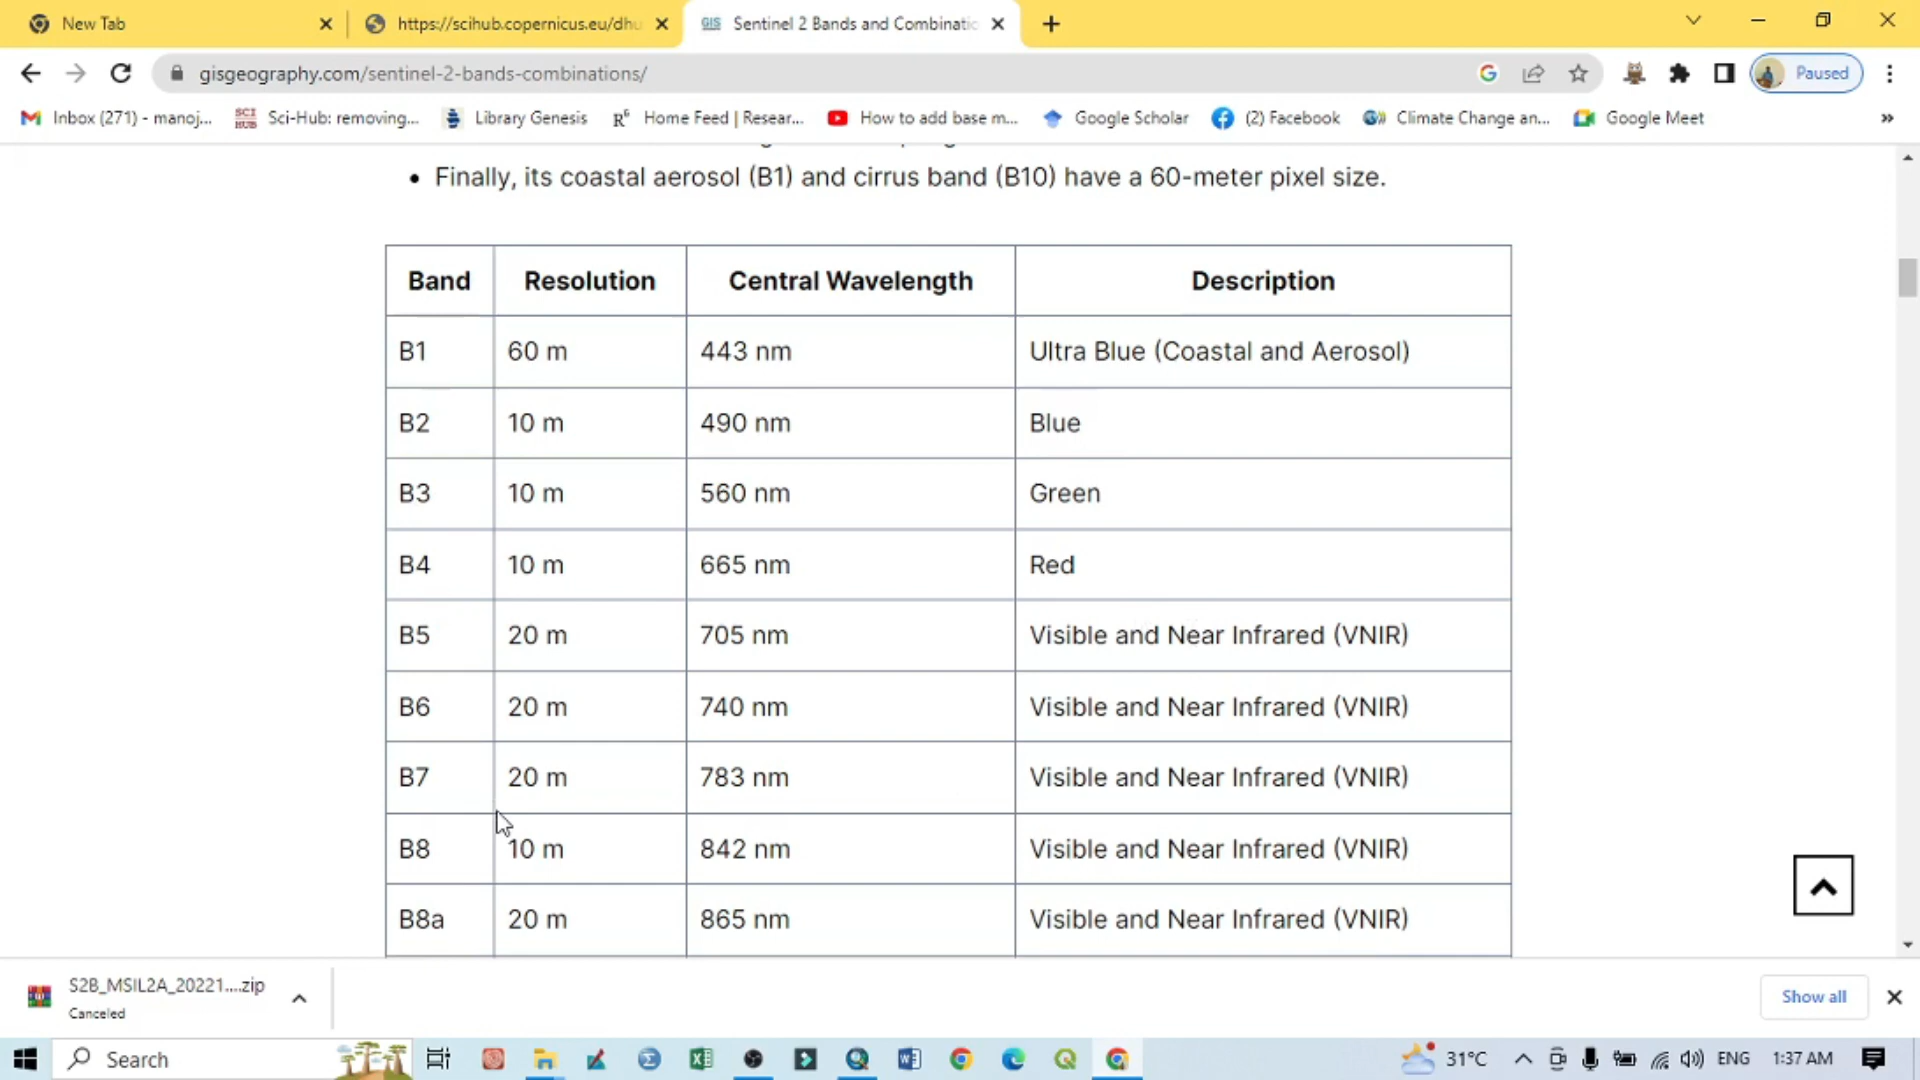 New Tab
https://scihub.copernicus.eu/dhu
Sentinel 2 Bands and Combinatio
gisgeography.com/sentinel-2-bands-combinations/
Paused
Inbox (271) - manoj...
Sci-Hub: removing...
Library Genesis
Home Feed | Resear...
How to add base m...
Google Scholar
(2) Facebook
Climate Change an...
Google Meet
Finally, its coastal aerosol (B1) and cirrus band (B10) have a 60-meter pixel size.
Band Resolution Central Wavelength Description
B1 60 m 443 nm Ultra Blue (Coastal and Aerosol)
B2 10 m 490 nm Blue
B3 10 m 560 nm Green
B4 10 m 665 nm Red
B5 20 m 705 nm Visible and Near Infrared (VNIR)
B6 20 m 740 nm Visible and Near Infrared (VNIR)
B7 20 m 783 nm Visible and Near Infrared (VNIR)
B8 10 m 842 nm Visible and Near Infrared (VNIR)
B8a 20 m 865 nm Visible and Near Infrared (VNIR)
S2B_MSIL2A_20221....zip
Canceled
Show all
Search
31°C
ENG
1:37 AM